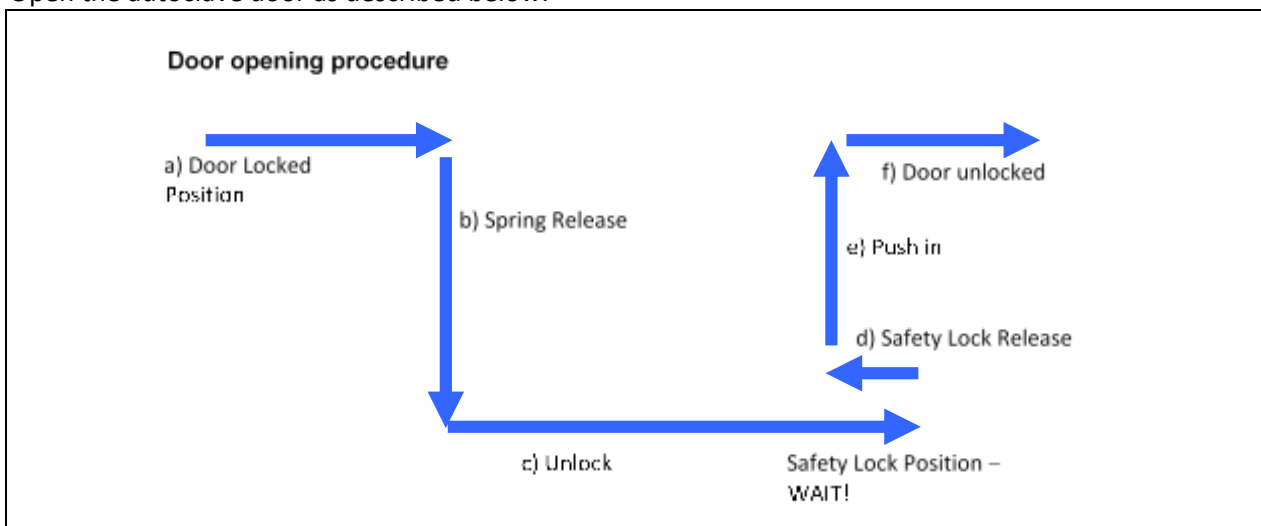 Open the autoclave door as described below:
Door opening procedure
a) Door Locked
Position
b) Spring Release
c) Unlock
Safety Lock Position –
WAIT!
d) Safety Lock Release
e) Push in
f) Door unlocked